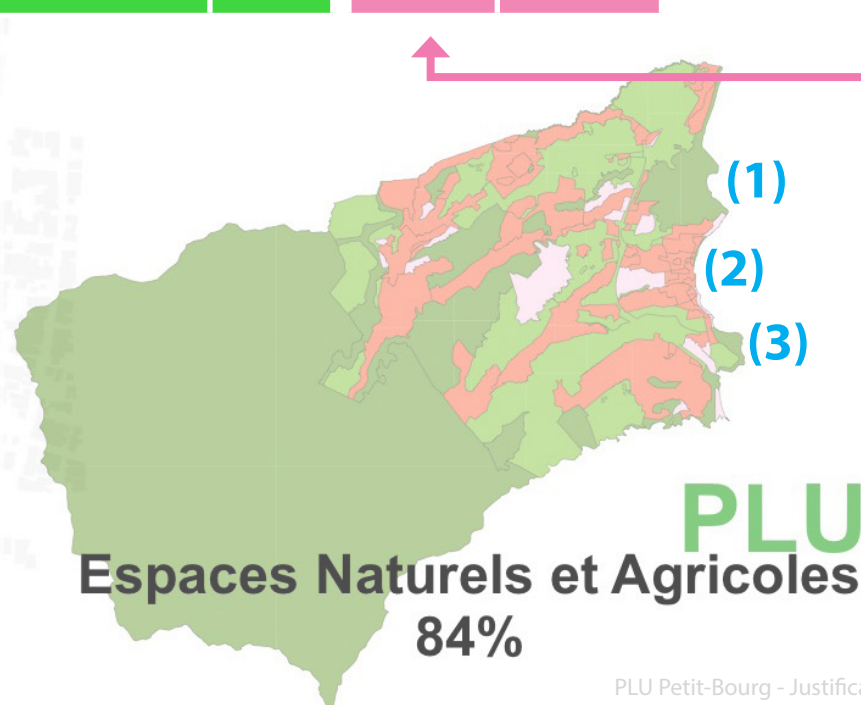 (1)
(2)
(3)
PLU
Espaces Naturels et Agricoles
84%
PLU Petit-Bourg - Justifica